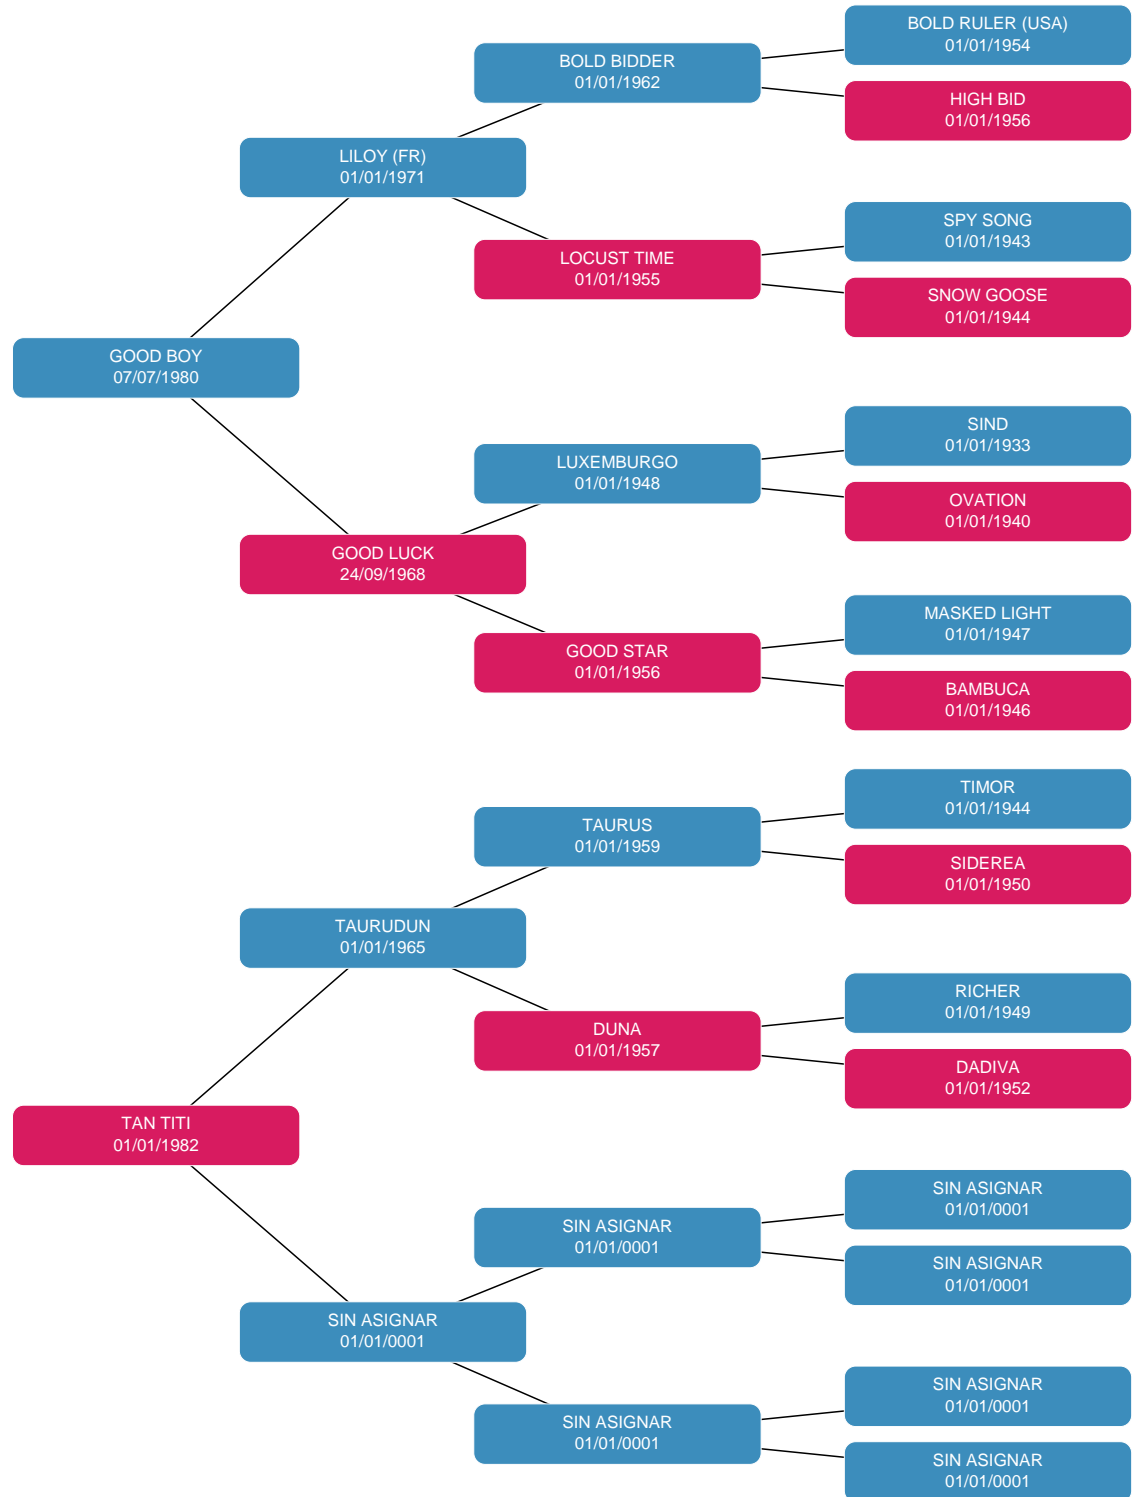 BOLD RULER (USA)
01/01/1954
BOLD BIDDER
01/01/1962
HIGH BID
01/01/1956
LILOY (FR)
01/01/1971
SPY SONG
01/01/1943
LOCUST TIME
01/01/1955
SNOW GOOSE
01/01/1944
GOOD BOY
07/07/1980
SIND
01/01/1933
LUXEMBURGO
01/01/1948
OVATION
01/01/1940
GOOD LUCK
24/09/1968
MASKED LIGHT
01/01/1947
GOOD STAR
01/01/1956
BAMBUCA
01/01/1946
TIMOR
01/01/1944
TAURUS
01/01/1959
SIDEREA
01/01/1950
TAURUDUN
01/01/1965
RICHER
01/01/1949
DUNA
01/01/1957
DADIVA
01/01/1952
TAN TITI
01/01/1982
SIN ASIGNAR
01/01/0001
SIN ASIGNAR
01/01/0001
SIN ASIGNAR
01/01/0001
SIN ASIGNAR
01/01/0001
SIN ASIGNAR
01/01/0001
SIN ASIGNAR
01/01/0001
SIN ASIGNAR
01/01/0001